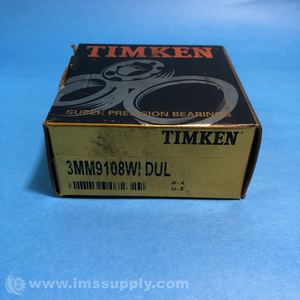 TIMKEN
SUPER PRECISION BEARINGS
TIMKEN
3MM9108WI DUL
www.imssupply.com